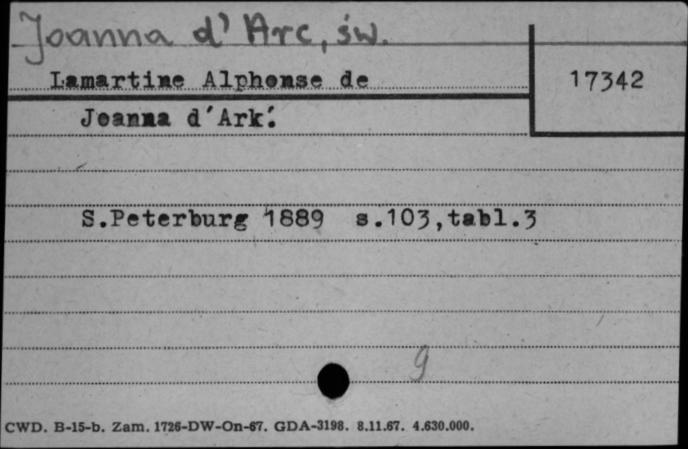 Joanna d' Arc, św.
Lamartine Alphonse de
17342
Joanna d´Ark´.
S.Peterburg 1889 s.103,tabl.3
9
CWD. B-15-b. Zam. 1726-DW-On-67. GDA-3198. 8.11.67. 4.630.000.